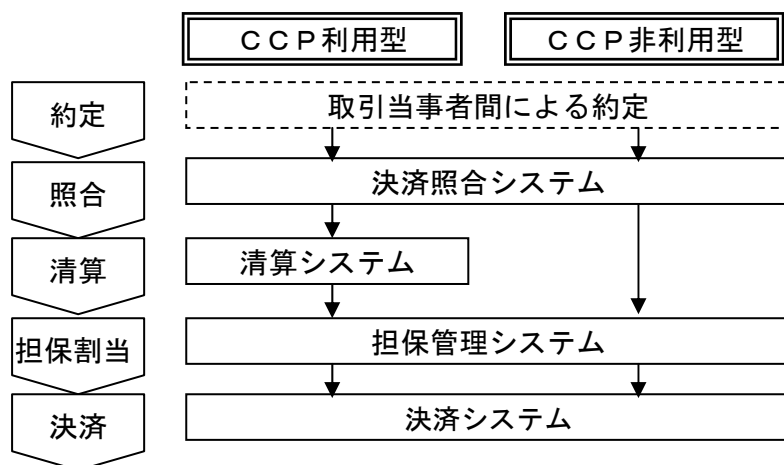 ＣＣＰ利用型
ＣＣＰ非利用型
約定
取引当事者間による約定
照合
決済照合システム
清算
清算システム
担保割当
担保管理システム
決済
決済システム